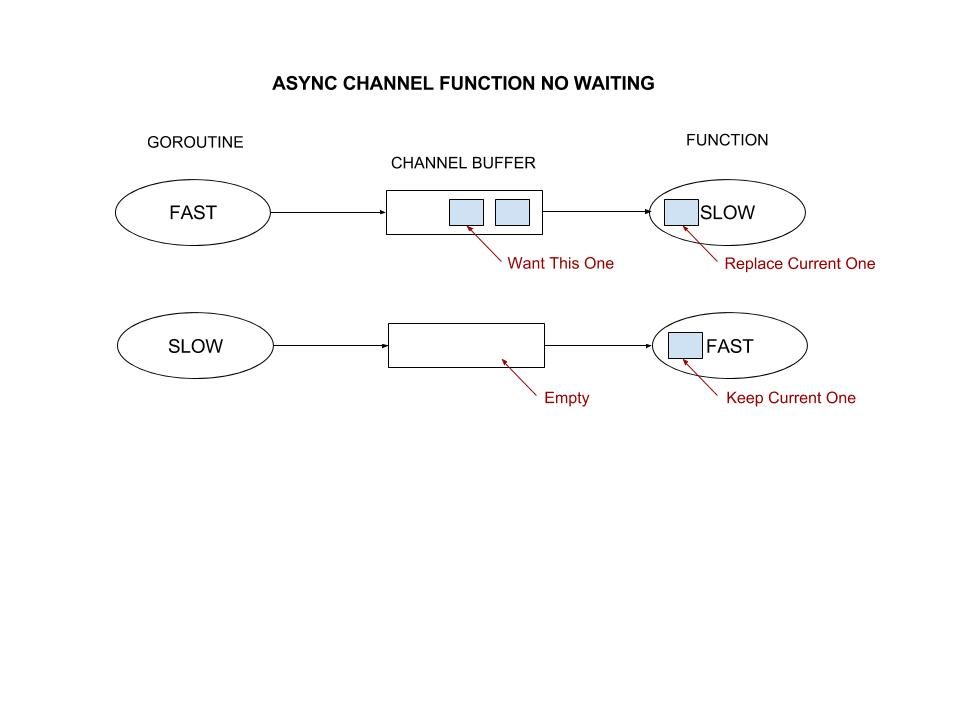 ASYNC CHANNEL FUNCTION NO WAITING
GOROUTINE
CHANNEL BUFFER
FUNCTION
FAST
SLOW
Want This One
Replace Current One
SLOW
FAST
Empty
Keep Current One